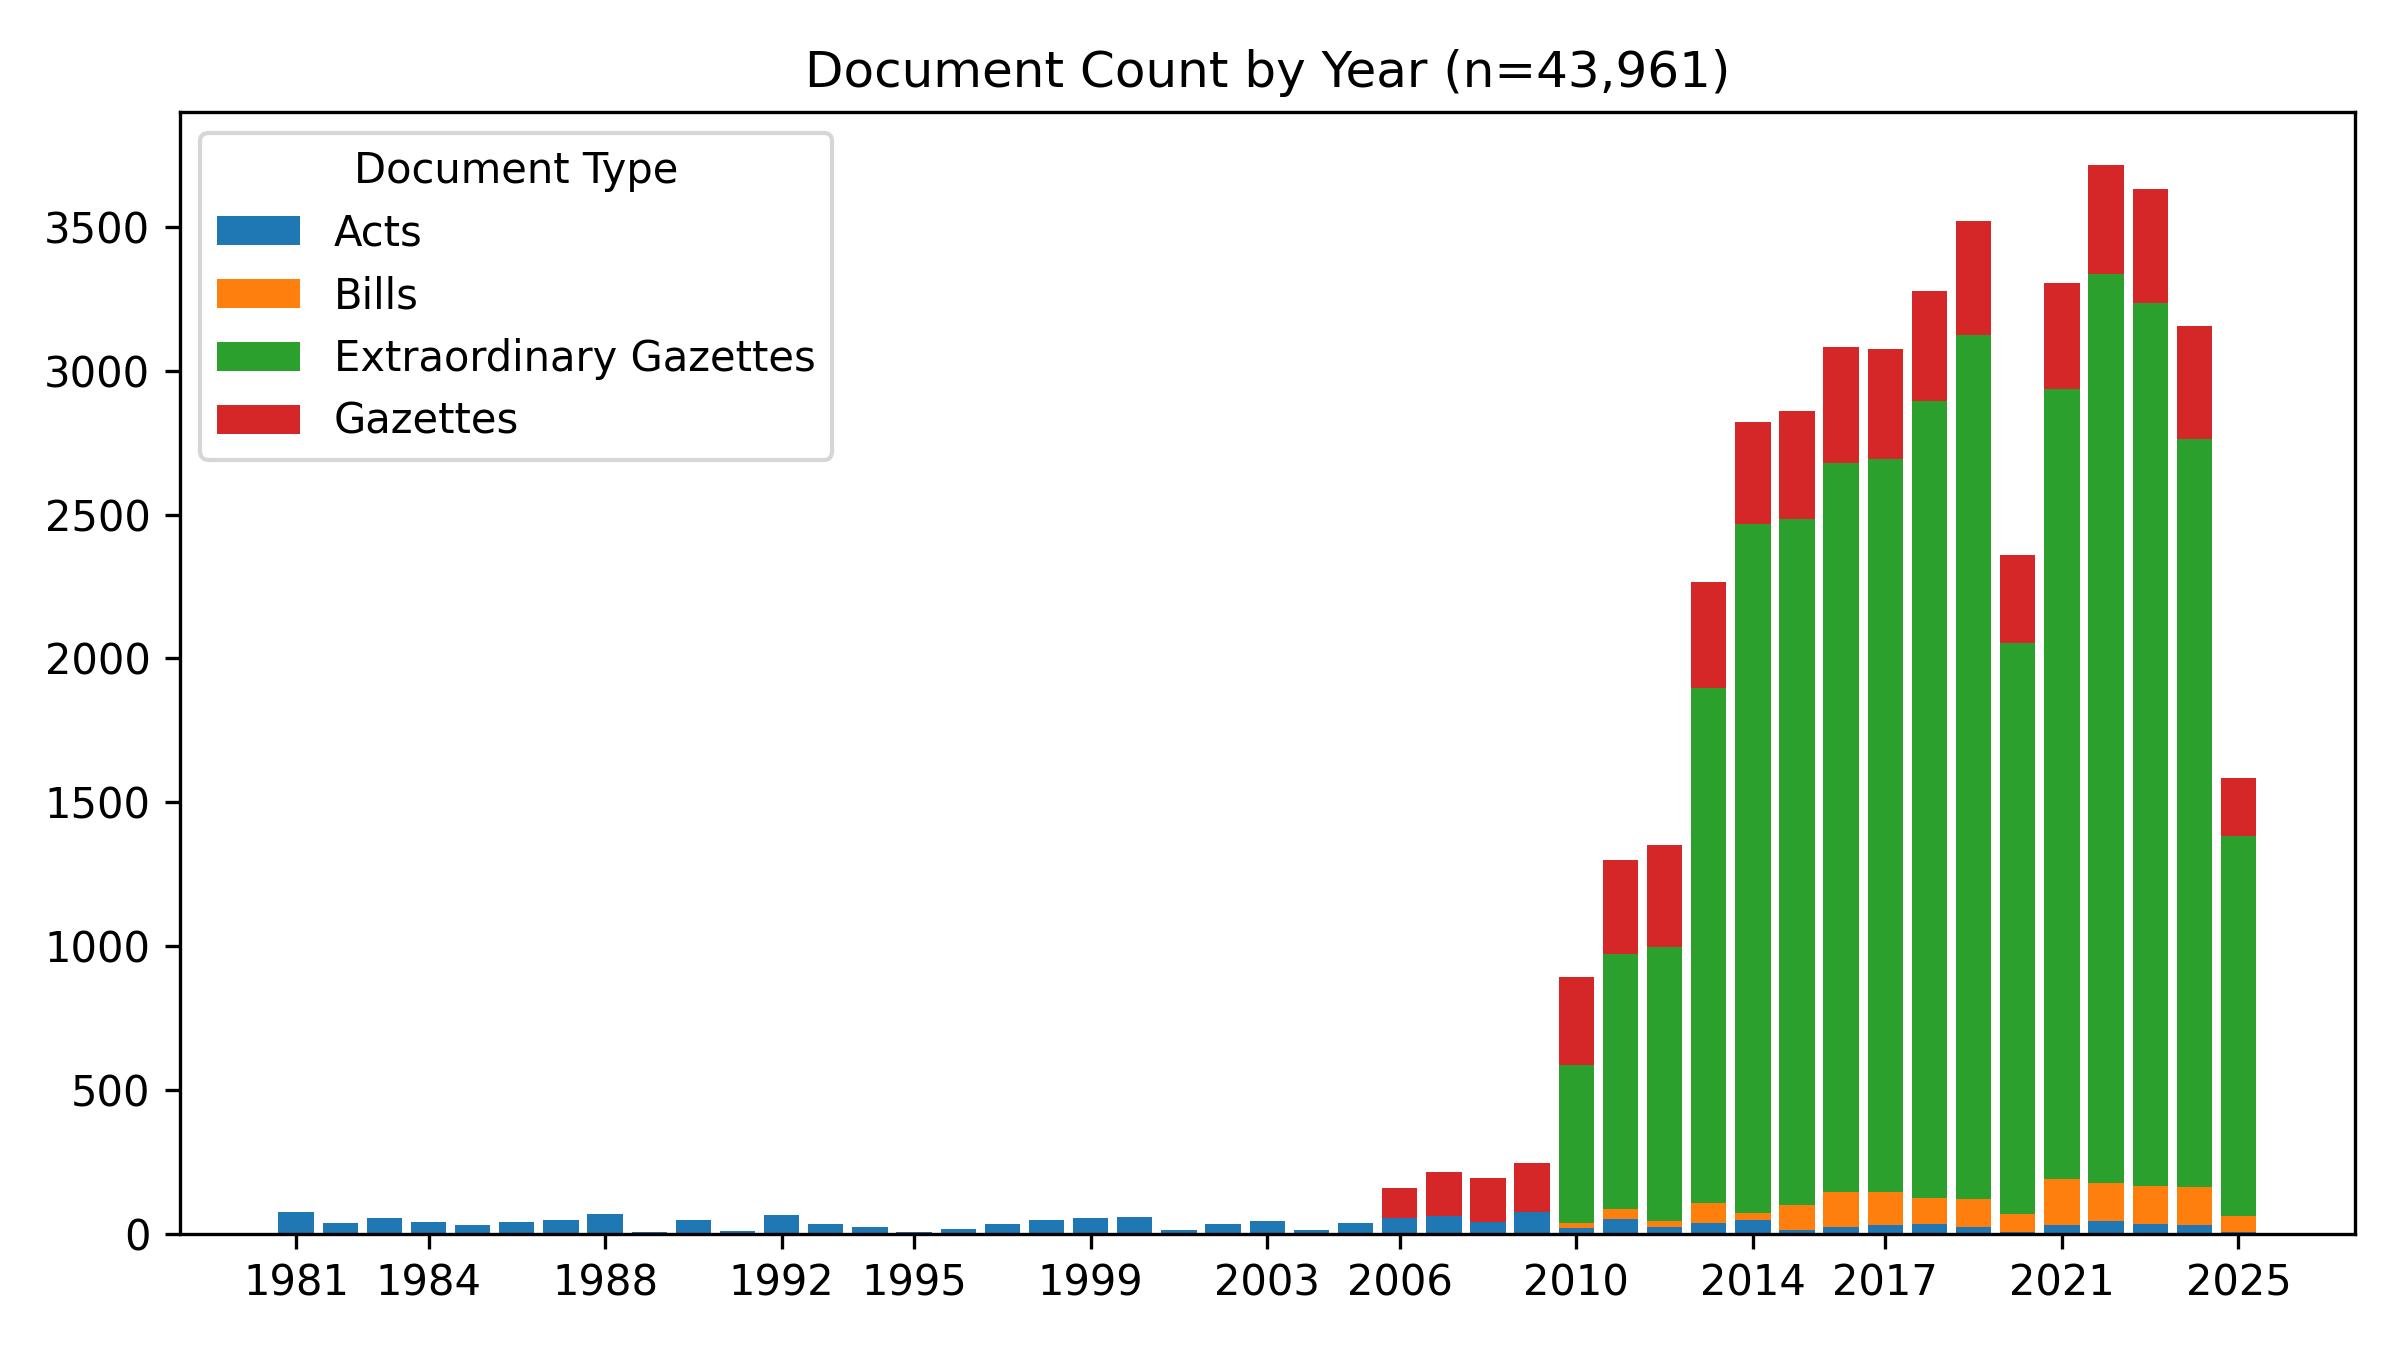 Document Count by Year (n=43,961)
Document Type
Acts
Bills
Extraordinary Gazettes
Gazettes
3500
3000
2500
2000
1500
1000
500
0
1981 1984 1988 1992 1995 1999 2003 2006 2010 2014 2017 2021 2025